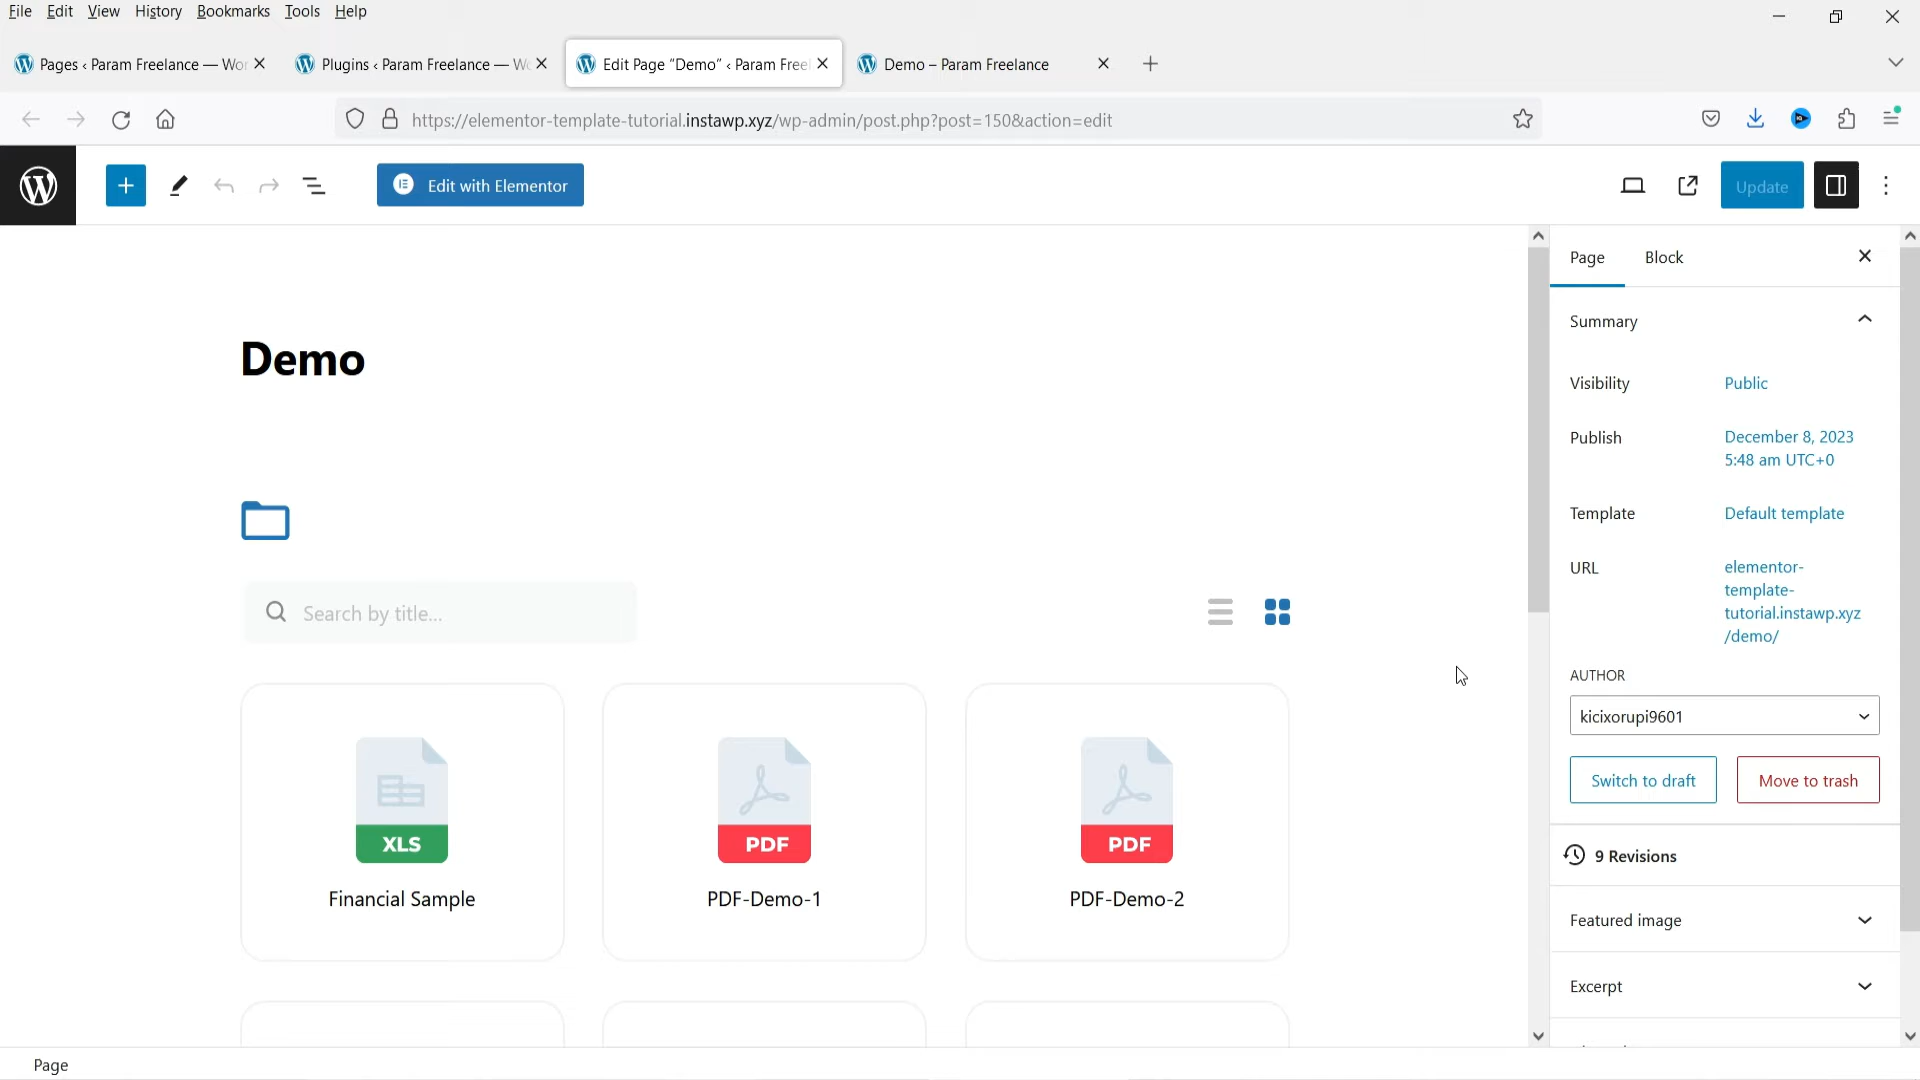 File Edit View History Bookmarks Tools Help
Pages ‹ Param Freelance — Wor
Plugins ‹ Param Freelance — Wo
Edit Page “Demo” ‹ Param Free
Demo – Param Freelance
https://elementor-template-tutorial.instawp.xyz/wp-admin/post.php?post=150&action=edit
Edit with Elementor
Update
Page
Block
Summary
Visibility
Public
Publish
December 8, 2023
5:48 am UTC+0
Template
Default template
URL
elementor-
template-
tutorial.instawp.xyz
/demo/
AUTHOR
kicixorupi9601
Switch to draft
Move to trash
9 Revisions
Featured image
Excerpt
Demo
Search by title...
XLS
Financial Sample
PDF
PDF-Demo-1
PDF
PDF-Demo-2
Page